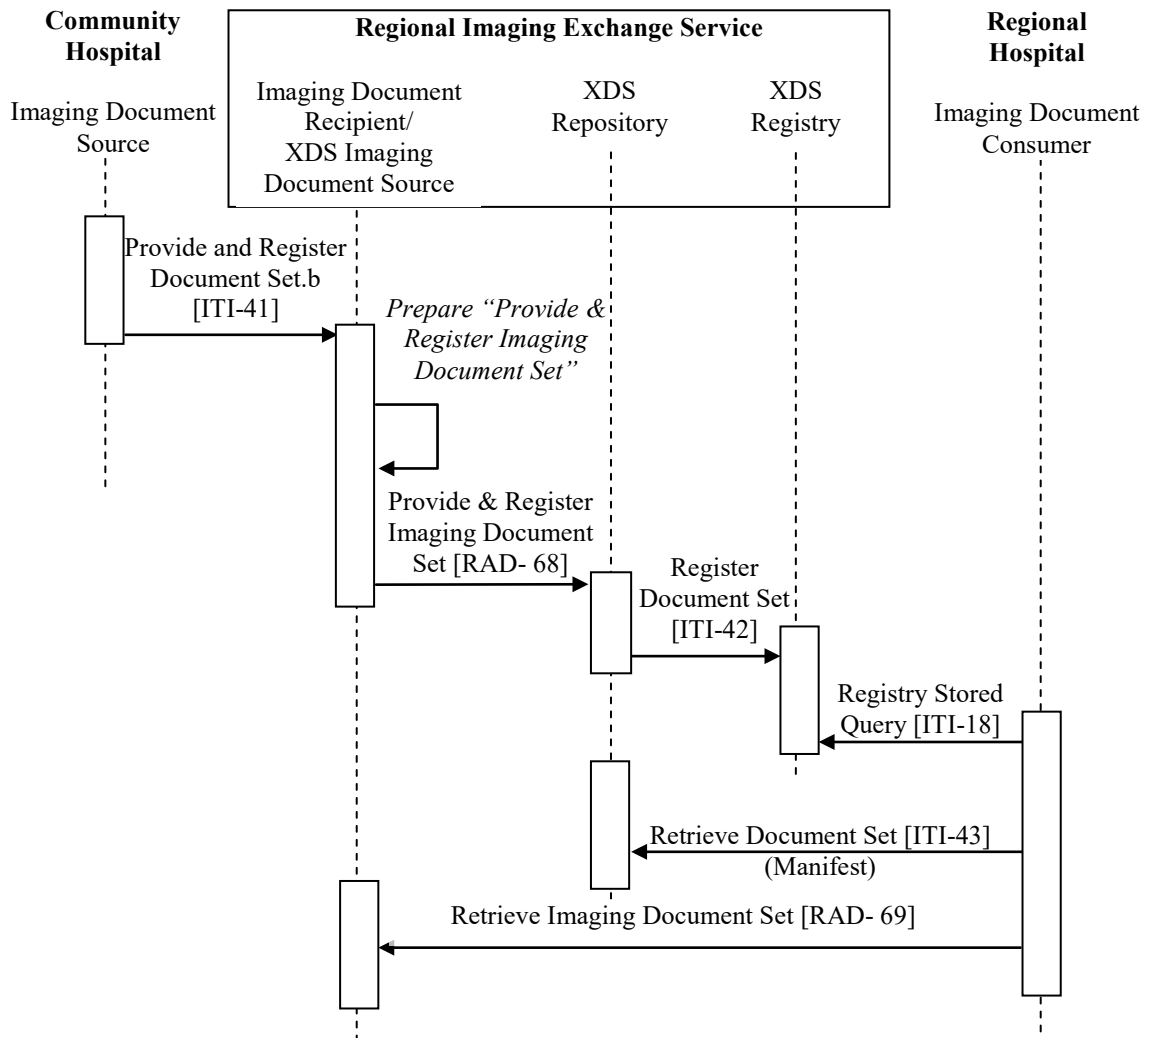 Community
Hospital
Regional Imaging Exchange Service
Regional
Hospital
Imaging Document
Source
Imaging Document
Recipient/
XDS Imaging
Document Source
XDS
Repository
XDS
Registry
Imaging Document
Consumer
Provide and Register
Document Set.b
[ITI-41]
Prepare “Provide &
Register Imaging
Document Set”
Provide & Register
Imaging Document
Set [RAD- 68]
Register
Document Set
[ITI-42]
Registry Stored
Query [ITI-18]
Retrieve Document Set [ITI-43]
(Manifest)
Retrieve Imaging Document Set [RAD- 69]